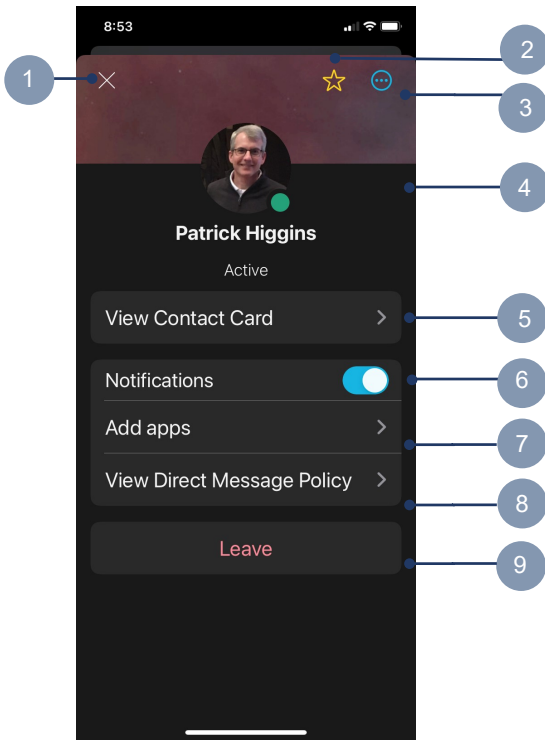 8:53
1
2
3
4
Patrick Higgins
Active
View Contact Card
5
Notifications
6
Add apps
7
View Direct Message Policy
8
Leave
9